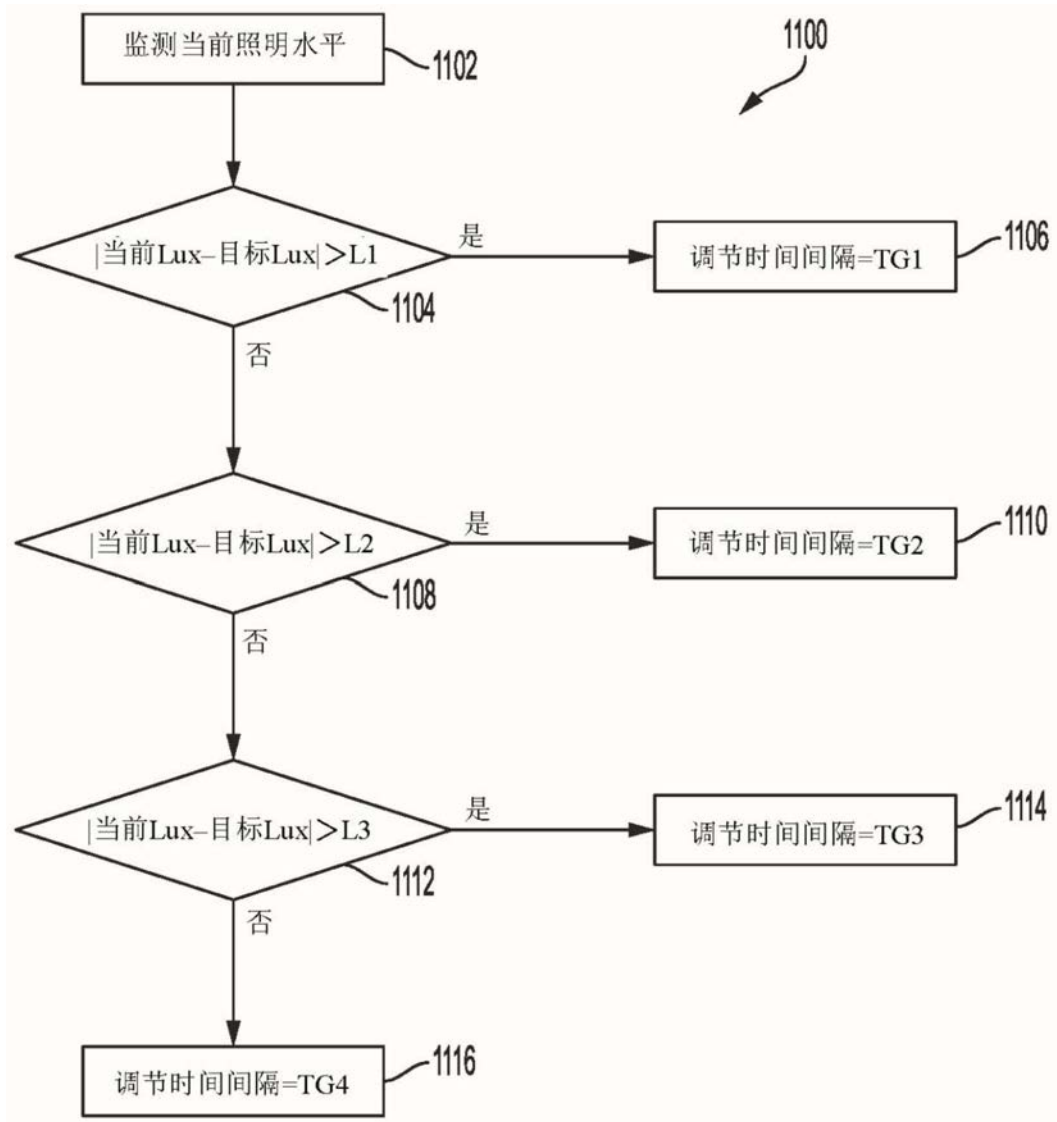 监测当前照明水平
1102
1100
|当前Lux–目标Lux|>L1
是
调节时间间隔=TG1
1106
1104
否
|当前Lux–目标Lux|>L2
是
调节时间间隔=TG2
1110
1108
否
|当前Lux–目标Lux|>L3
是
调节时间间隔=TG3
1114
1112
否
调节时间间隔=TG4
1116